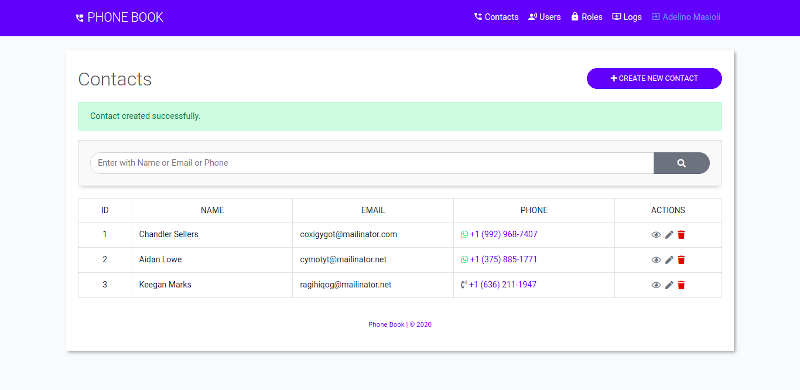 PHONE BOOK
Contacts Users Roles Logs Adelino Masioli
Contacts
CREATE NEW CONTACT
Contact created successfully.
Enter with Name or Email or Phone
ID NAME EMAIL PHONE ACTIONS
1 Chandler Sellers coxigygot@mailinator.com +1 (992) 968-7407
2 Aidan Lowe cymotyt@mailinator.net +1 (375) 885-1771
3 Keegan Marks ragihiqog@mailinator.net +1 (636) 211-1947
Phone Book | © 2020